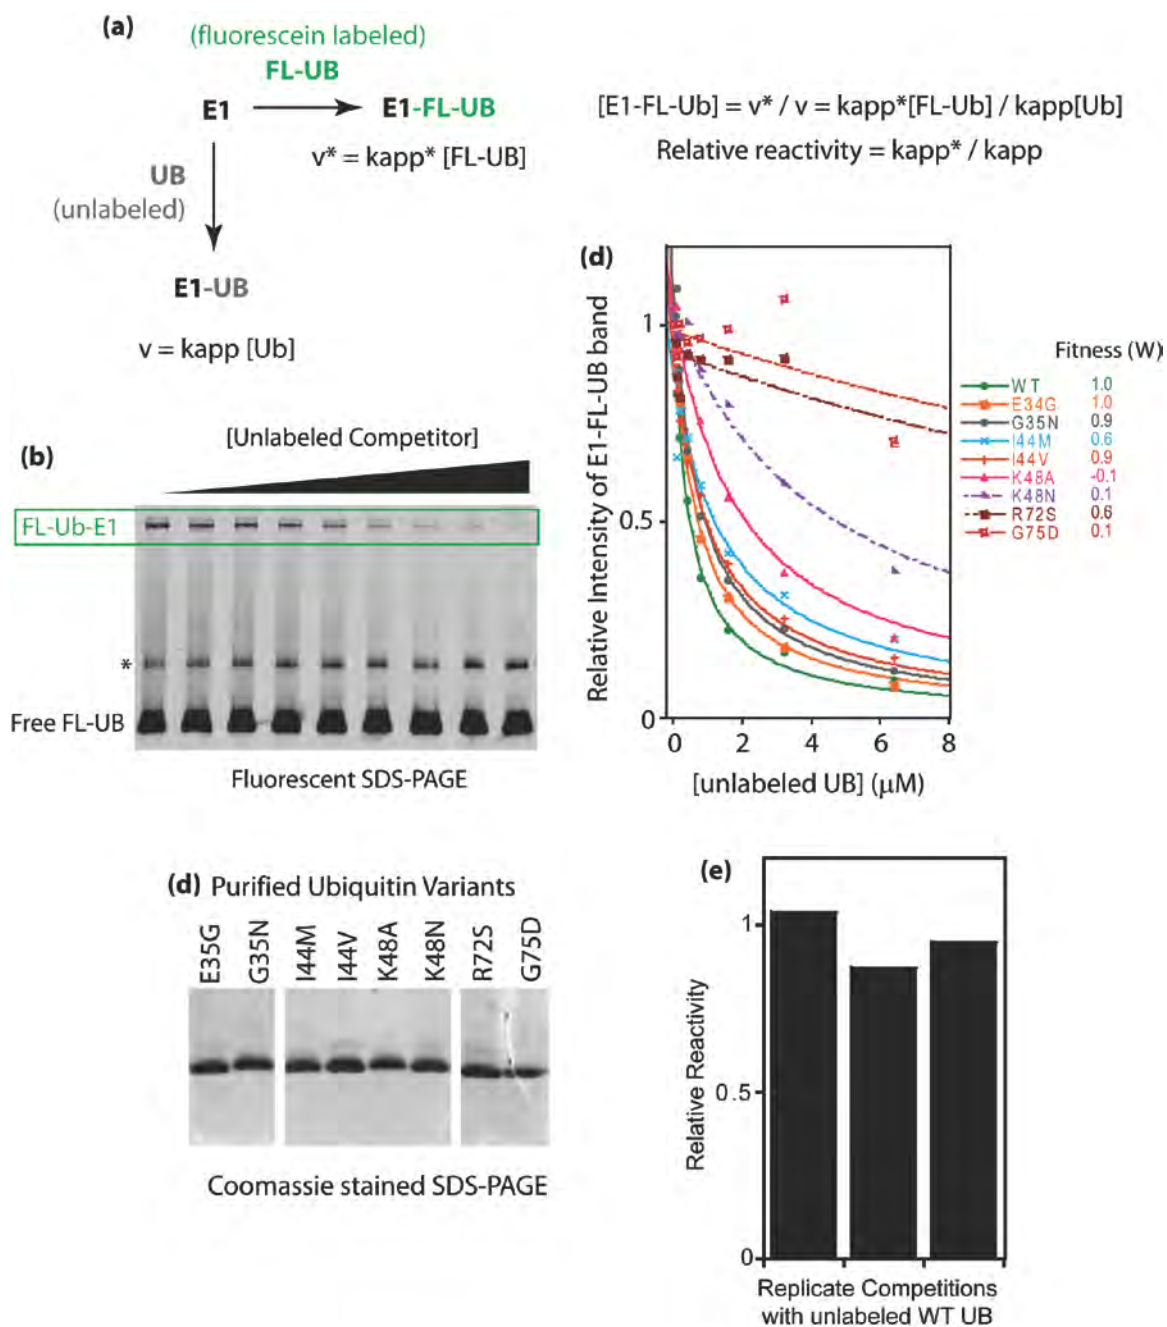 (a)
(fluorescein labeled)
FL-UB
E1
E1-FL-UB
v* = kapp* [FL-UB]
UB
(unlabeled)
E1-UB
v = kapp [Ub]
[E1-FL-Ub] = v* / v = kapp*[FL-Ub] / kapp[Ub]
Relative reactivity = kapp* / kapp
(b)
[Unlabeled Competitor]
FL-Ub-E1
*
Free FL-UB
Fluorescent SDS-PAGE
(d)
Relative Intensity of E1-FL-UB band
1
0.5
0
0 2 4 6 8
[unlabeled UB] (μM)
Fitness (W)
WT 1.0
E34G 1.0
G35N 0.9
I44M 0.6
I44V 0.9
K48A -0.1
K48N 0.1
R72S 0.6
G75D 0.1
(d) Purified Ubiquitin Variants
E35G
G35N
I44M
I44V
K48A
K48N
R72S
G75D
Coomassie stained SDS-PAGE
(e)
Relative Reactivity
1
0.5
0
Replicate Competitions
with unlabeled WT UB